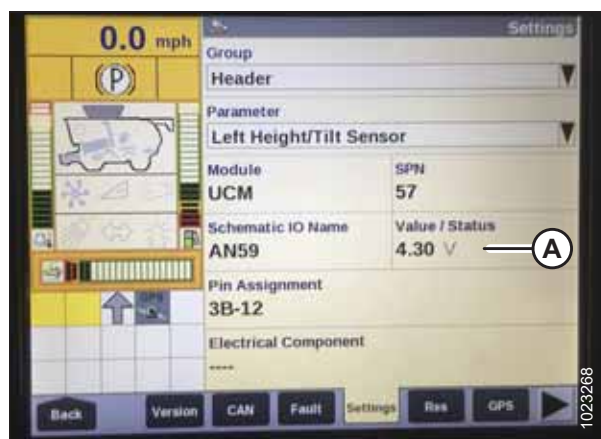 0.0 mph
(P)
Settings
Group
Header
Parameter
Left Height/Tilt Sensor
Module SPN
UCM 57
Schematic IO Name Value / Status
AN59 4.30 V
A
Pin Assignment
3B-12
Electrical Component
----
Back Version CAN Fault Settings Res GPS
1023268